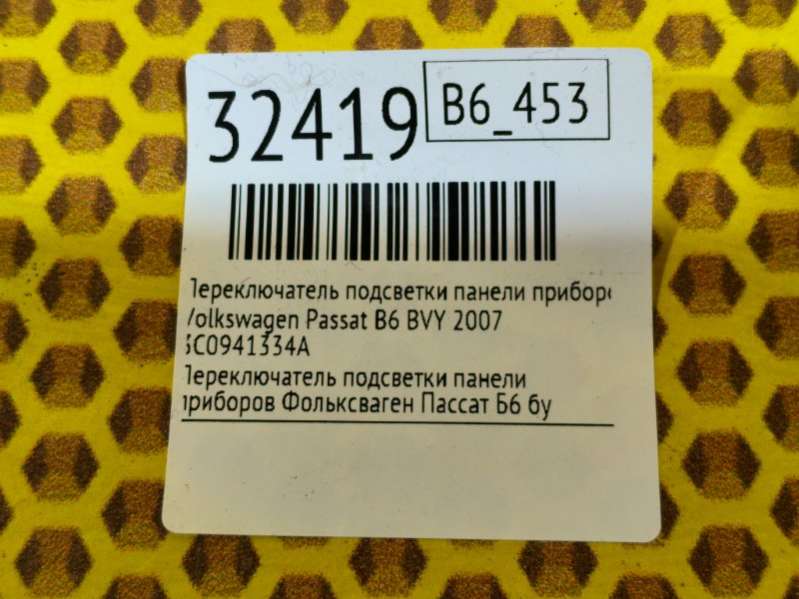 32419
B6_453
Переключатель подсветки панели приборо
Volkswagen Passat B6 BVY 2007
3C0941334A
Переключатель подсветки панели
приборов Фольксваген Пассат Б6 бу